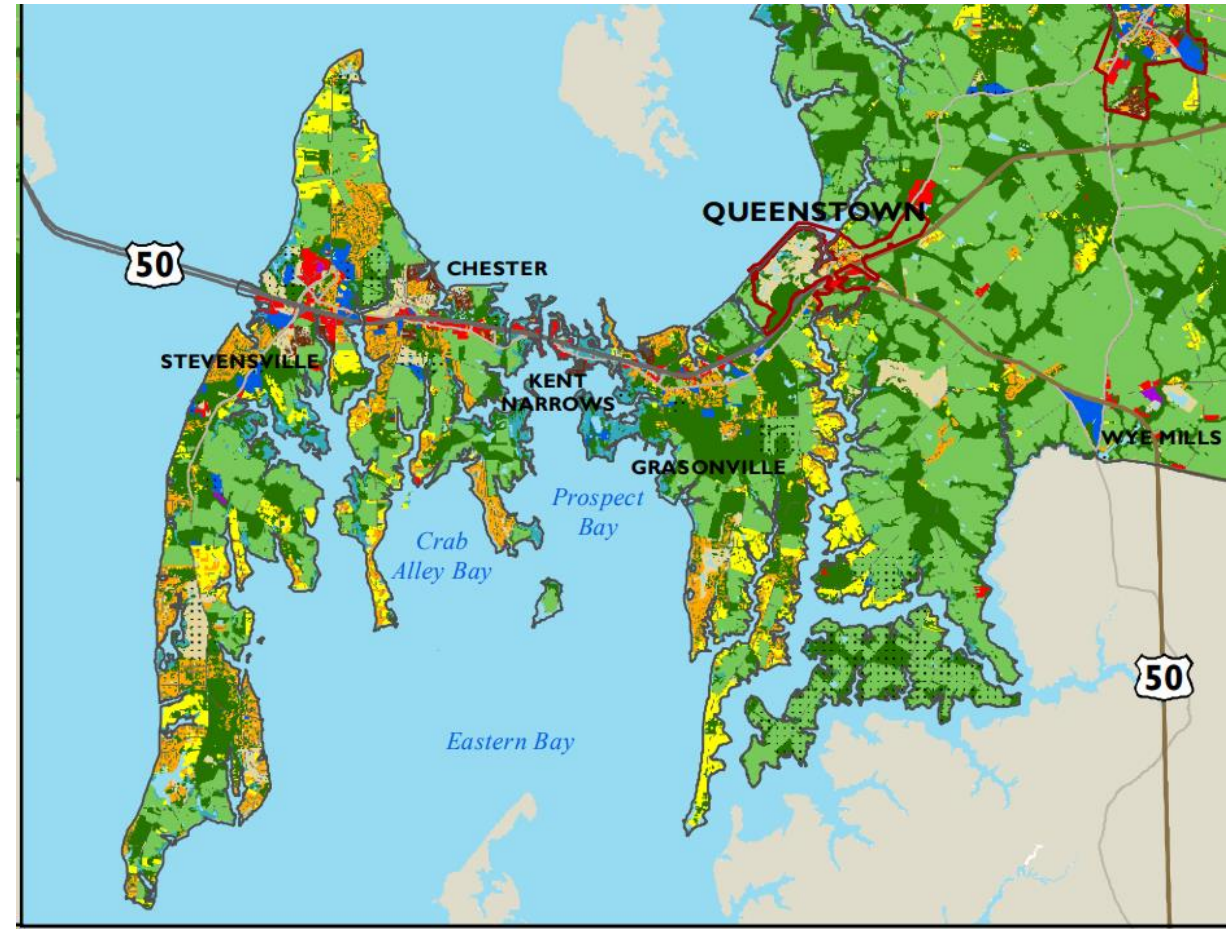 QUEENSTOWN
50
CHESTER
STEVENSVILLE
KENT
NARROWS
WYE MILLS
GRASONVILLE
Prospect
Bay
Crab
Alley Bay
50
Eastern Bay